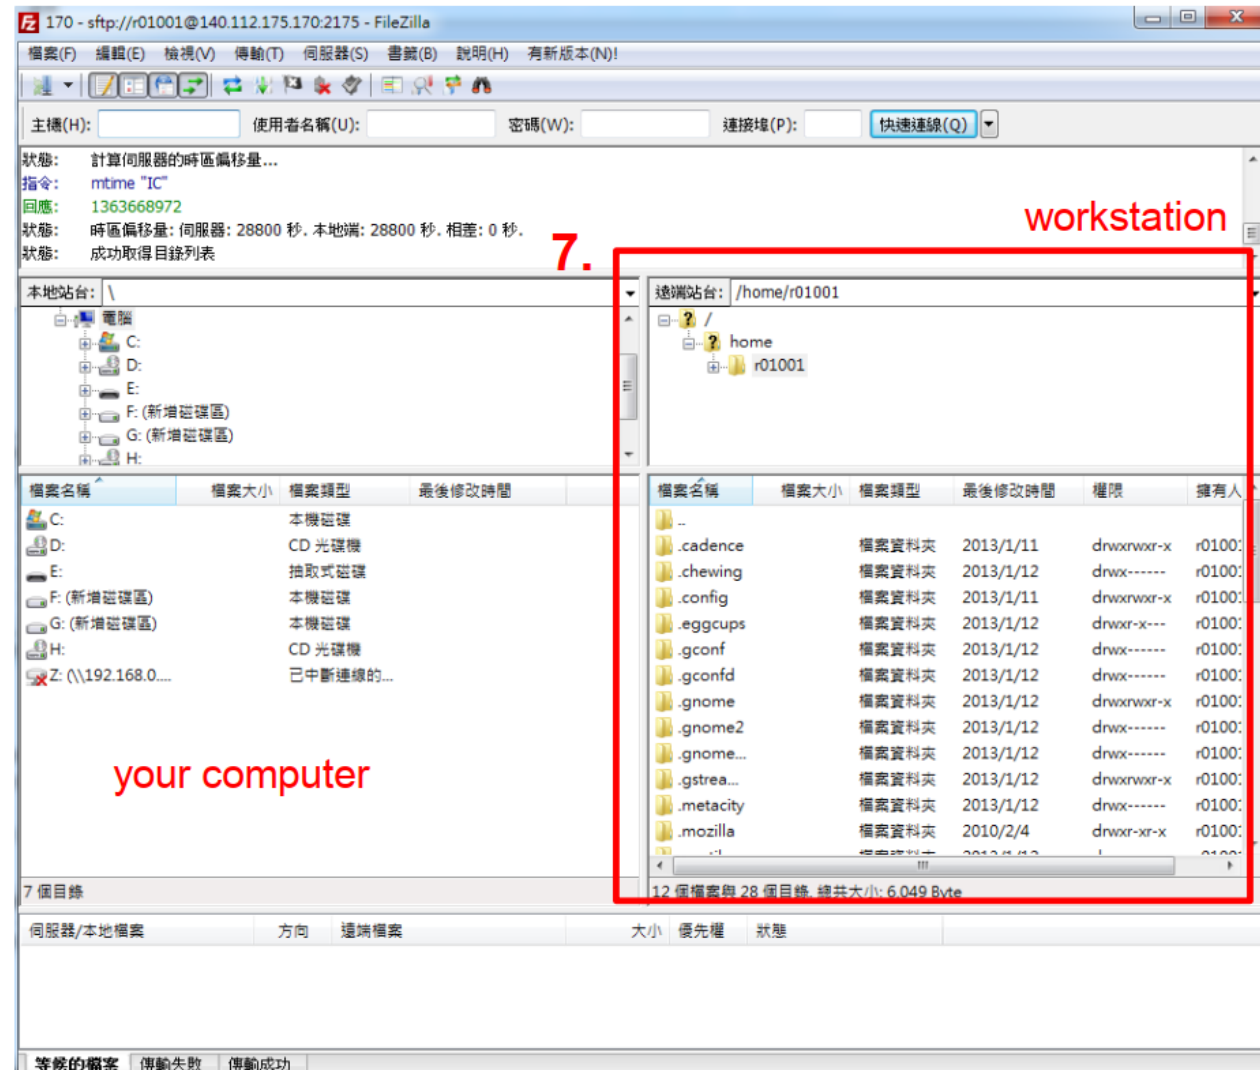 170 - sftp://r01001@140.112.175.170:2175 - FileZilla
檔案(F) 編輯(E) 檢視(V) 傳輸(T) 伺服器(S) 書籤(B) 說明(H) 有新版本(N)!
主機(H): 使用者名稱(U): 密碼(W): 連接埠(P): 快速連線(Q)
狀態: 計算伺服器的時區偏移量...
指令: mtime "IC"
回應: 1363668972
狀態: 時區偏移量: 伺服器: 28800 秒. 本地端: 28800 秒. 相差: 0 秒.
狀態: 成功取得目錄列表
workstation
7.
本地站台: \
電腦
C:
D:
E:
F: (新增磁碟區)
G: (新增磁碟區)
H:
遠端站台: /home/r01001
/
home
r01001
檔案名稱 檔案大小 檔案類型 最後修改時間
C: 本機磁碟
D: CD 光碟機
E: 抽取式磁碟
F: (新增磁碟區) 本機磁碟
G: (新增磁碟區) 本機磁碟
H: CD 光碟機
Z: (\\192.168.0.... 已中斷連線的...
your computer
7 個目錄
檔案名稱 檔案大小 檔案類型 最後修改時間 權限 擁有人
..
.cadence 檔案資料夾 2013/1/11 drwxrwxr-x r0100
.chewing 檔案資料夾 2013/1/12 drwx------ r0100
.config 檔案資料夾 2013/1/11 drwxrwxr-x r0100
.eggcups 檔案資料夾 2013/1/12 drwxr-x--- r0100
.gconf 檔案資料夾 2013/1/12 drwx------ r0100
.gconfd 檔案資料夾 2013/1/12 drwx------ r0100
.gnome 檔案資料夾 2013/1/12 drwxrwxr-x r0100
.gnome2 檔案資料夾 2013/1/12 drwx------ r0100
.gnome... 檔案資料夾 2013/1/12 drwx------ r0100
.gstrea... 檔案資料夾 2013/1/12 drwxrwxr-x r0100
.metacity 檔案資料夾 2013/1/12 drwx------ r0100
.mozilla 檔案資料夾 2010/2/4 drwxr-xr-x r0100
12 個檔案與 28 個目錄. 總共大小: 6,049 Byte
伺服器/本地檔案 方向 遠端檔案 大小 優先權 狀態
等候的檔案 傳輸失敗 傳輸成功